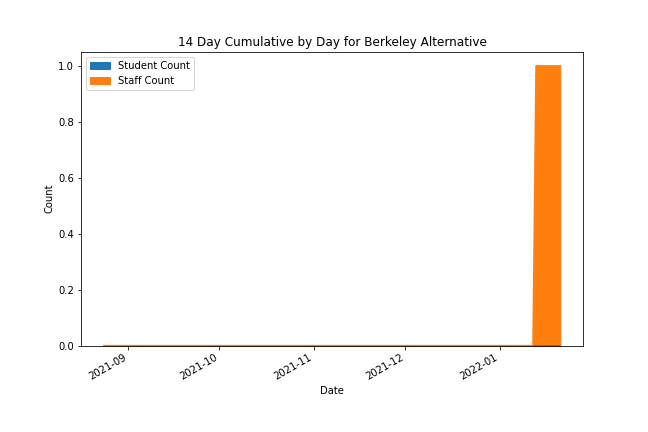 14 Day Cumulative by Day for Berkeley Alternative
Student Count
Staff Count
1.0
0.8
0.6
0.4
0.2
0.0
Count
2021-09
2021-10
2021-11
2021-12
2022-01
Date